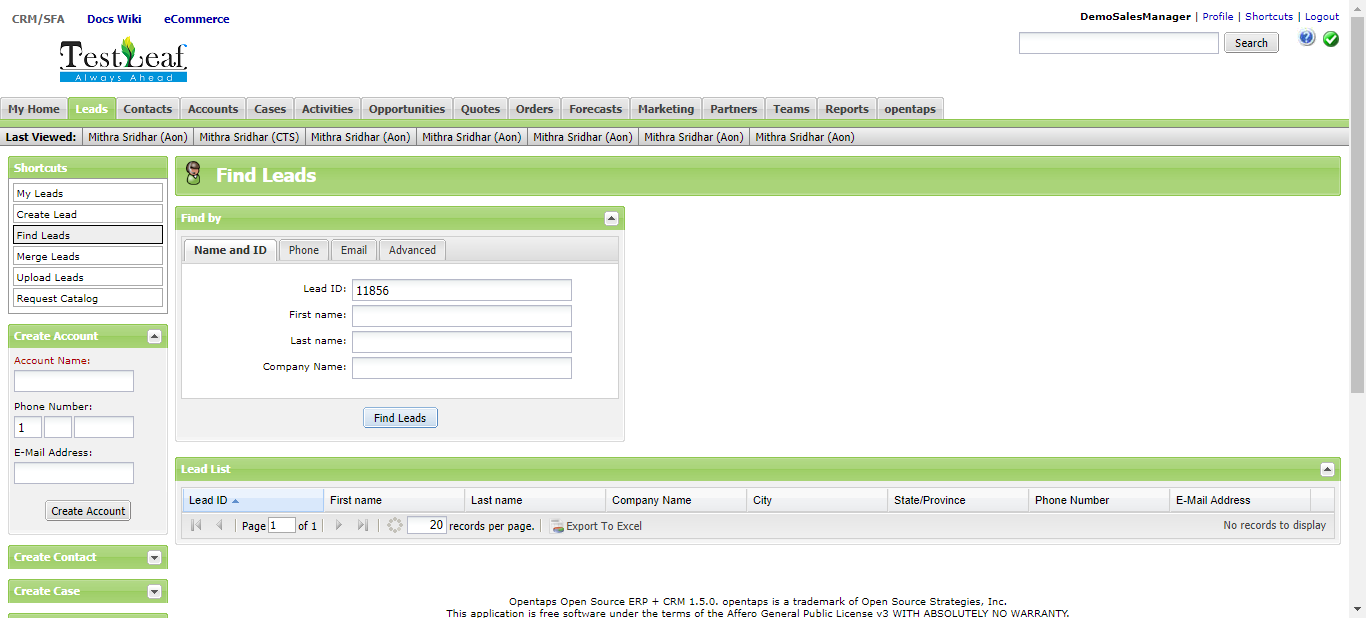 CRM/SFA Docs Wiki eCommerce
DemoSalesManager | Profile | Shortcuts | Logout
TestLeaf
Always Ahead
Search
My Home Leads Contacts Accounts Cases Activities Opportunities Quotes Orders Forecasts Marketing Partners Teams Reports opentaps
Last Viewed: Mithra Sridhar (Aon) Mithra Sridhar (CTS) Mithra Sridhar (Aon) Mithra Sridhar (Aon) Mithra Sridhar (Aon) Mithra Sridhar (Aon) Mithra Sridhar (Aon)
Shortcuts
My Leads
Create Lead
Find Leads
Merge Leads
Upload Leads
Request Catalog
Create Account
Account Name:
Phone Number:
1
E-Mail Address:
Create Account
Create Contact
Create Case
Find Leads
Find by
Name and ID Phone Email Advanced
Lead ID: 11856
First name:
Last name:
Company Name:
Find Leads
Lead List
Lead ID First name Last name Company Name City State/Province Phone Number E-Mail Address
Page 1 of 1 20 records per page. Export To Excel No records to display
Opentaps Open Source ERP + CRM 1.5.0. opentaps is a trademark of Open Source Strategies, Inc.
This application is free software under the terms of the Affero General Public License v3 WITH ABSOLUTELY NO WARRANTY.